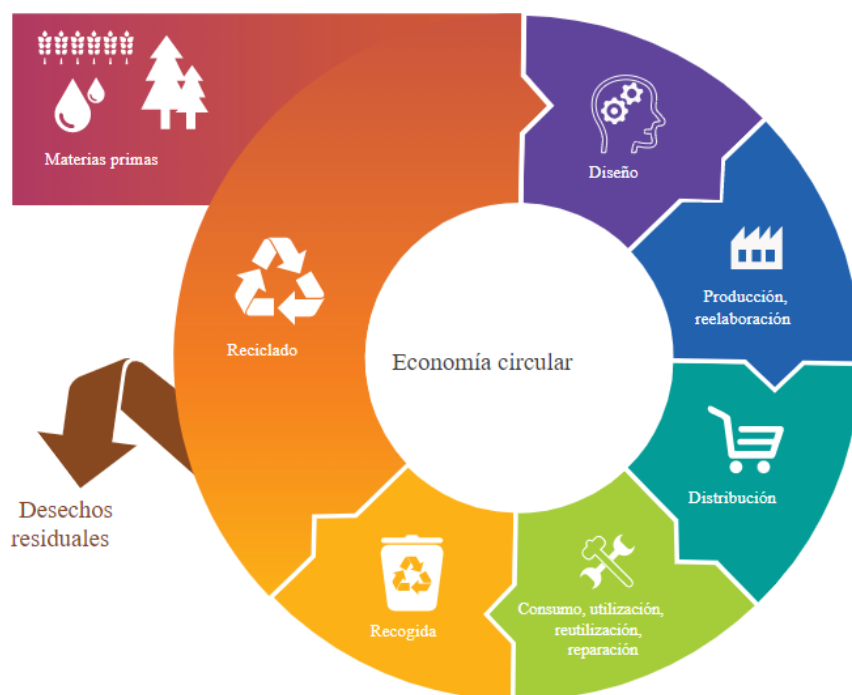 Materias primas
Diseño
Producción,
reelaboración
Reciclado
Economía circular
Distribución
Desechos
residuales
Recogida
Consumo, utilización,
reutilización,
reparación